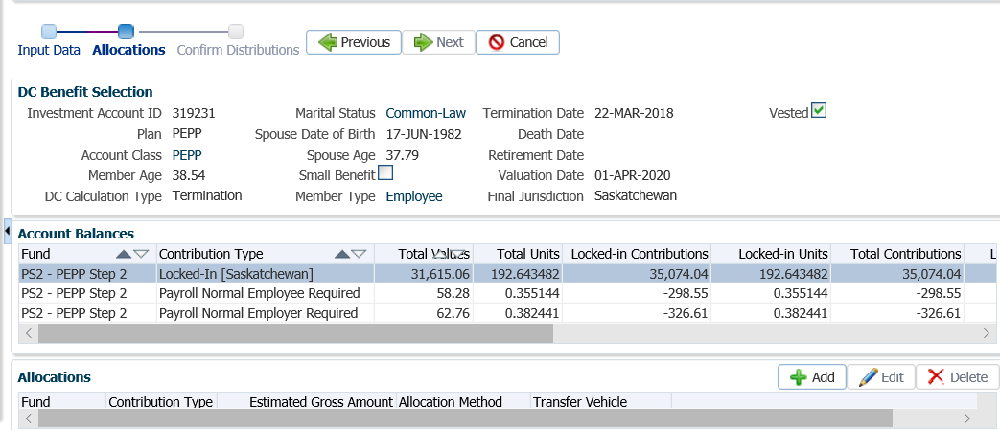 Input Data Allocations Confirm Distributions Previous Next Cancel
DC Benefit Selection
Investment Account ID 319231 Marital Status Common-Law Termination Date 22-MAR-2018 Vested
Plan PEPP Spouse Date of Birth 17-JUN-1982 Death Date
Account Class PEPP Spouse Age 37.79 Retirement Date
Member Age 38.54 Small Benefit Valuation Date 01-APR-2020
DC Calculation Type Termination Member Type Employee Final Jurisdiction Saskatchewan
Account Balances
Fund Contribution Type Total Values Total Units Locked-in Contributions Locked-in Units Total Contributions L
PS2 - PEPP Step 2 Locked-In [Saskatchewan] 31,615.06 192.643482 35,074.04 192.643482 35,074.04
PS2 - PEPP Step 2 Payroll Normal Employee Required 58.28 0.355144 -298.55 0.355144 -298.55
PS2 - PEPP Step 2 Payroll Normal Employer Required 62.76 0.382441 -326.61 0.382441 -326.61
Allocations Add Edit Delete
Fund Contribution Type Estimated Gross Amount Allocation Method Transfer Vehicle